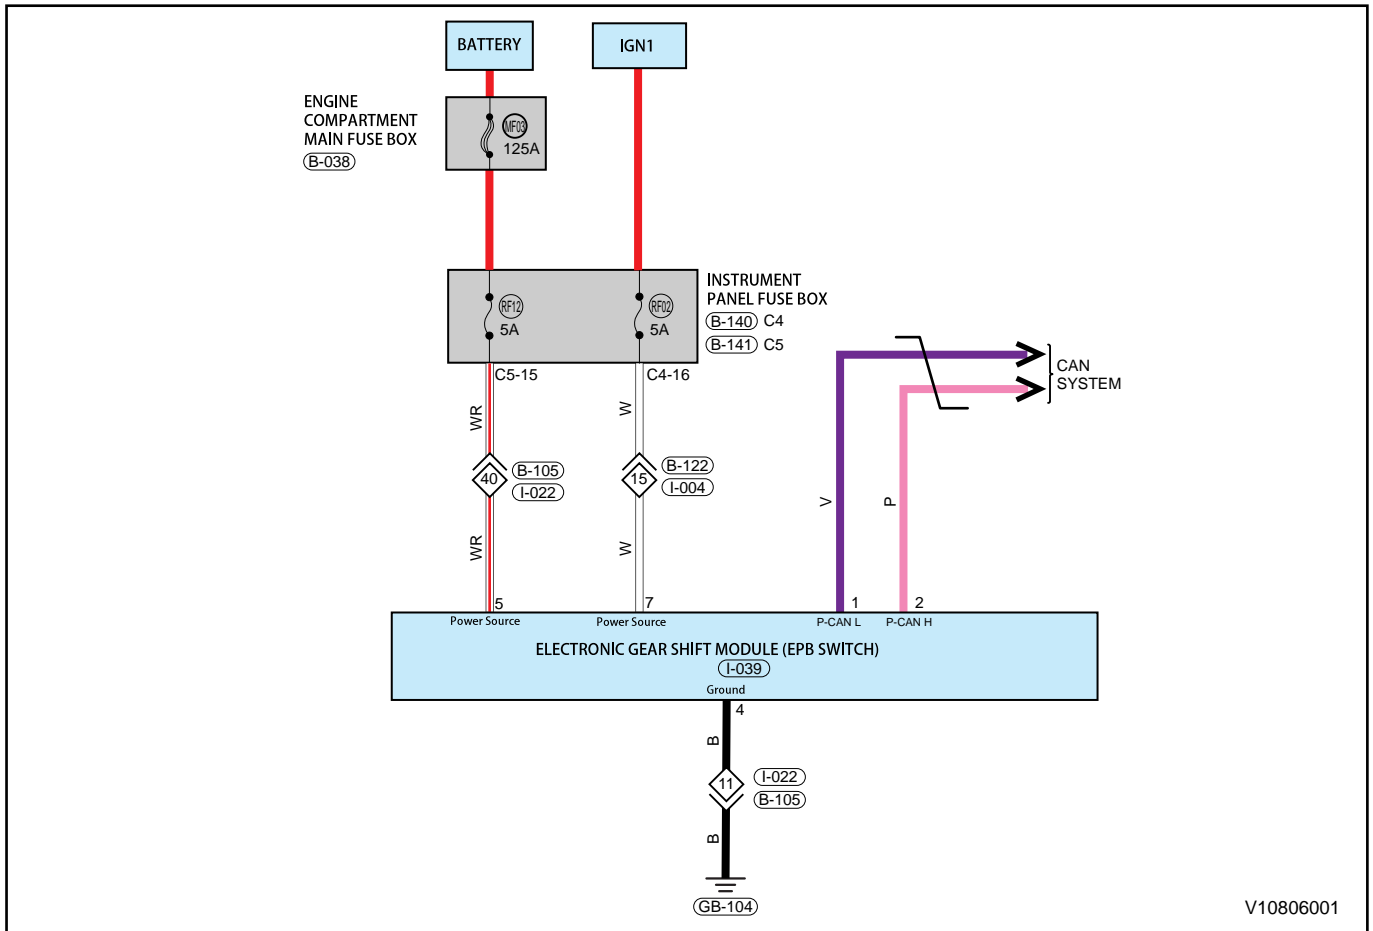 BATTERY
IGN1
ENGINE
COMPARTMENT
MAIN FUSE BOX
B-038
MF03
125A
INSTRUMENT
PANEL FUSE BOX
B-140 C4
B-141 C5
RF12
5A
RF02
5A
C5-15
C4-16
CAN
SYSTEM
WR
W
40
B-105
I-022
15
B-122
I-004
V
P
WR
W
5
7
1
2
Power Source
Power Source
P-CAN L
P-CAN H
ELECTRONİC GEAR SHIFT MODULE (EPB SWİTCH)
I-039
Ground
4
B
11
I-022
B-105
B
GB-104
V10806001